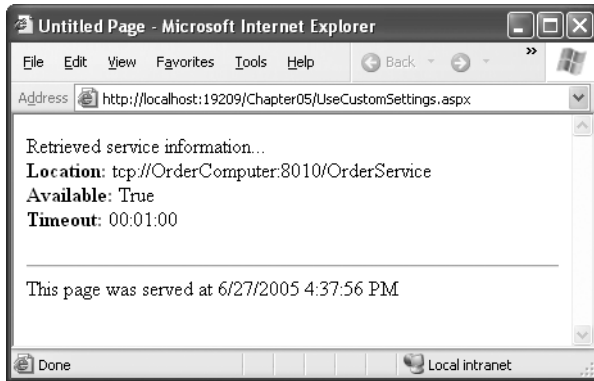 Untitled Page - Microsoft Internet Explorer
File Edit View Favorites Tools Help Back »
Address http://localhost:19209/Chapter05/UseCustomSettings.aspx
Retrieved service information...
Location: tcp://OrderComputer:8010/OrderService
Available: True
Timeout: 00:01:00
This page was served at 6/27/2005 4:37:56 PM
Done Local intranet